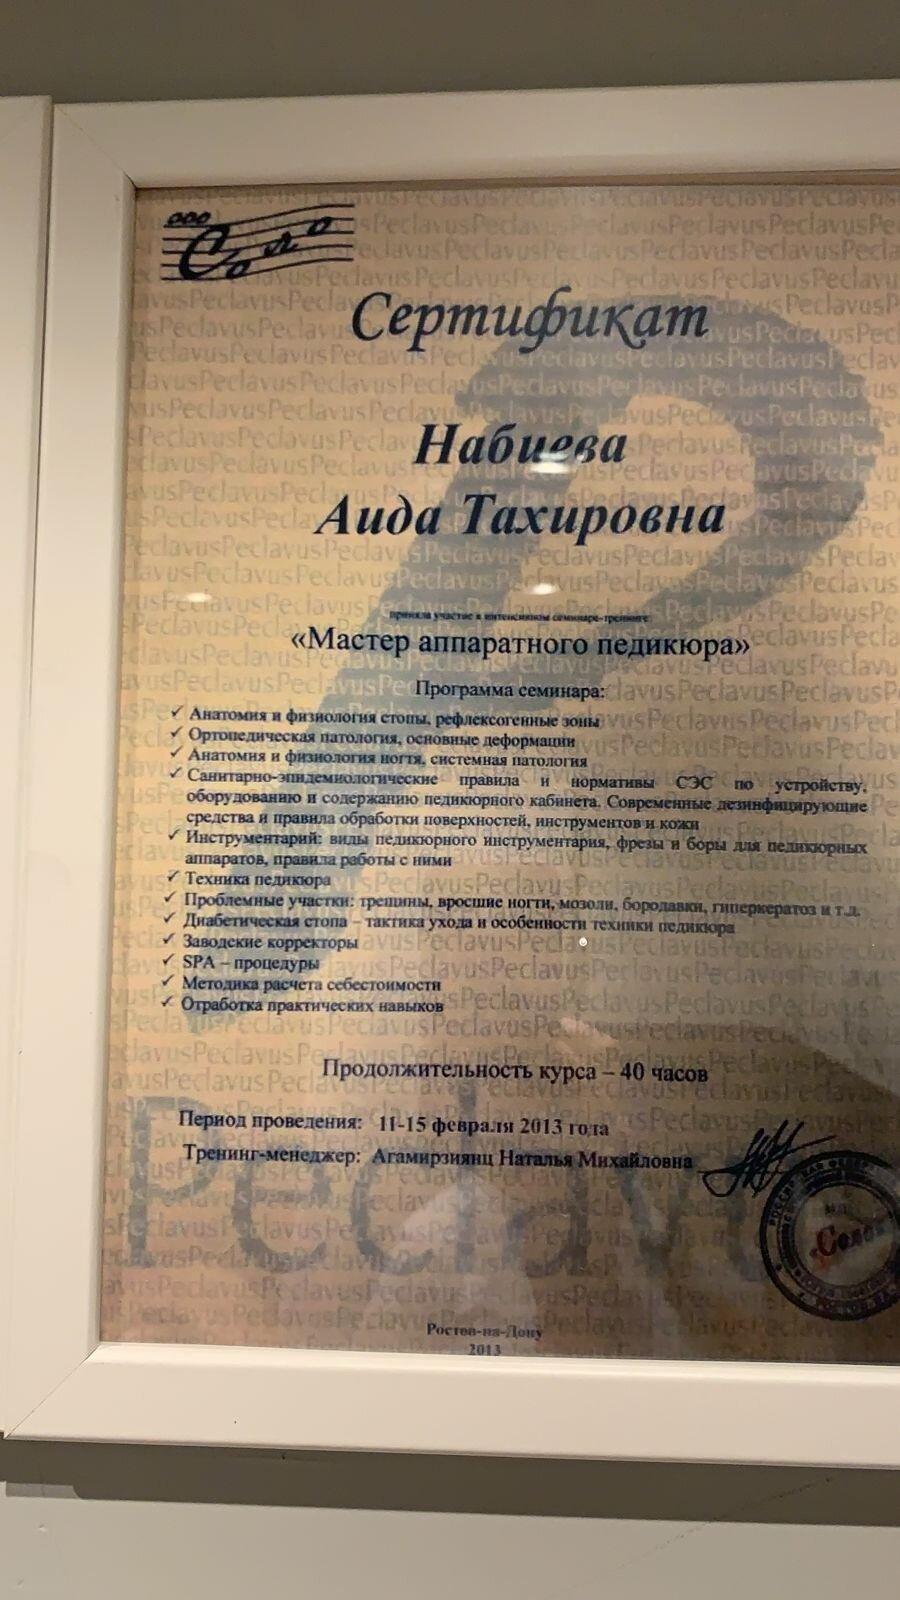 ООО
Соло
Сертификат
Набиева
Аида Тахировна
приняла участие в интенсивном семинаре-тренинге
«Мастер аппаратного педикюра»
Программа семинара:
✓ Анатомия и физиология стопы, рефлексогенные зоны
✓ Ортопедическая патология, основные деформации
✓ Анатомия и физиология ногтя, системная патология
✓ Санитарно-эпидемиологические правила и нормативы СЭС по устройству,
оборудованию и содержанию педикюрного кабинета. Современные дезинфицирующие
средства и правила обработки поверхностей, инструментов и кожи
✓ Инструментарий: виды педикюрного инструментария, фрезы и боры для педикюрных
аппаратов, правила работы с ними
✓ Техника педикюра
✓ Проблемные участки: трещины, вросшие ногти, мозоли, бородавки, гиперкератоз и т.д.
✓ Диабетическая стопа – тактика ухода и особенности техники педикюра
✓ Заводские корректоры
✓ SPA – процедуры
✓ Методика расчета себестоимости
✓ Отработка практических навыков
Продолжительность курса – 40 часов
Период проведения: 11-15 февраля 2013 года
Тренинг-менеджер: Агамирзиянц Наталья Михайловна
«Соло»
Peclavus
Ростов-на-Дону
2013